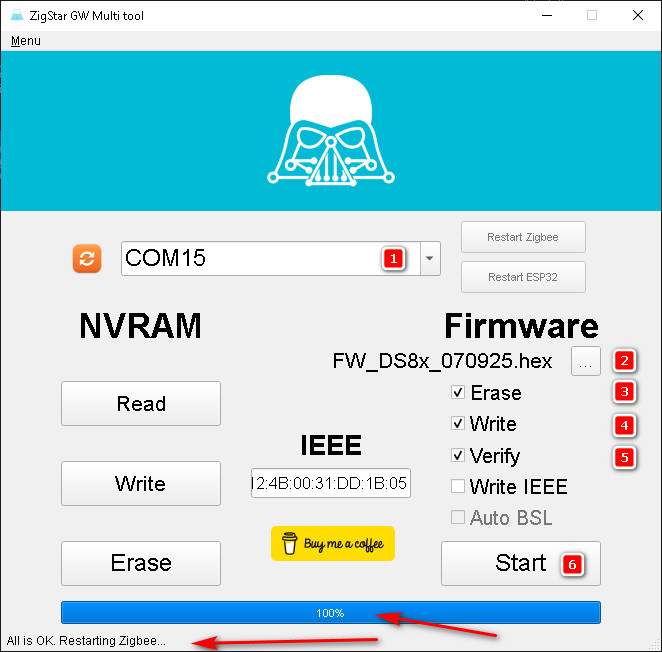 ZigStar GW Multi tool
Menu
COM15
1
Restart Zigbee
Restart ESP32
NVRAM
Firmware
FW_DS8x_070925.hex
...
2
Erase
3
Read
Write
4
IEEE
Verify
5
Write
12:4B:00:31:DD:1B:05
Write IEEE
Auto BSL
Buy me a coffee
Erase
Start
6
100%
All is OK. Restarting Zigbee...